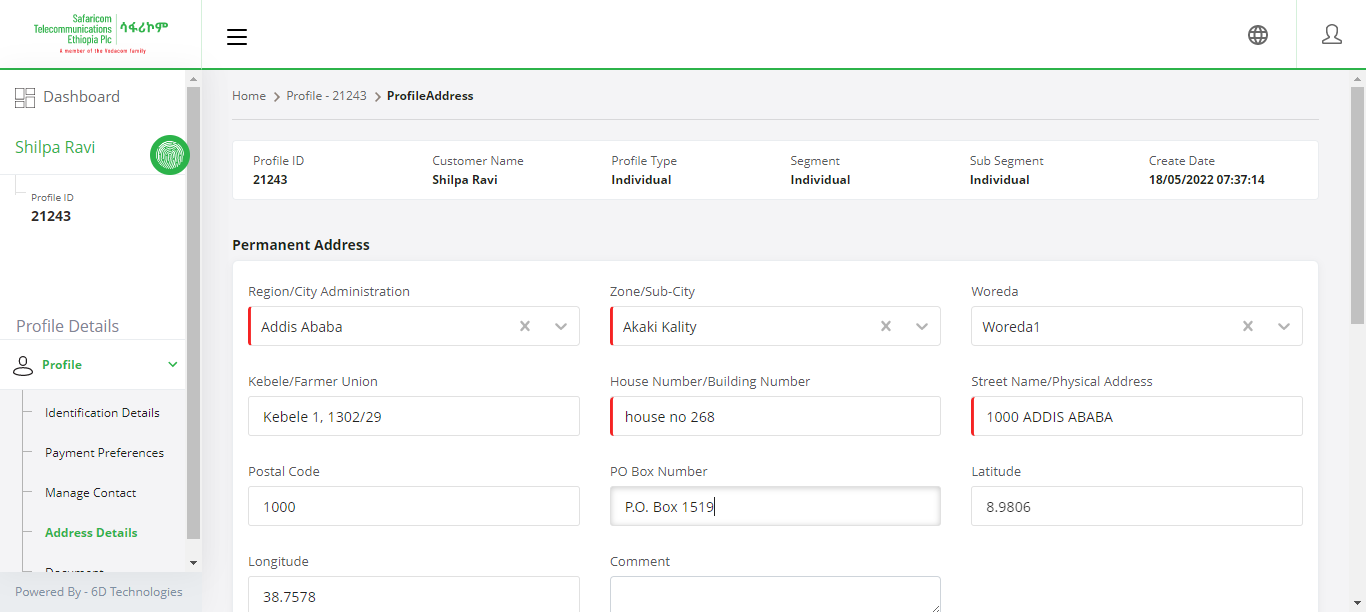 Safaricom
Telecommunications
Ethiopia Plc
ሳፋሪኮም
A member of the Vodacom family
Dashboard
Shilpa Ravi
Profile ID
21243
Profile Details
Profile
Identification Details
Payment Preferences
Manage Contact
Address Details
Document
Powered By - 6D Technologies
Home > Profile - 21243 > ProfileAddress
Profile ID Customer Name Profile Type Segment Sub Segment Create Date
21243 Shilpa Ravi Individual Individual Individual 18/05/2022 07:37:14
Permanent Address
Region/City Administration Zone/Sub-City Woreda
Addis Ababa Akaki Kality Woreda1
Kebele/Farmer Union House Number/Building Number Street Name/Physical Address
Kebele 1, 1302/29 house no 268 1000 ADDIS ABABA
Postal Code PO Box Number Latitude
1000 P.O. Box 1519 8.9806
Longitude Comment
38.7578